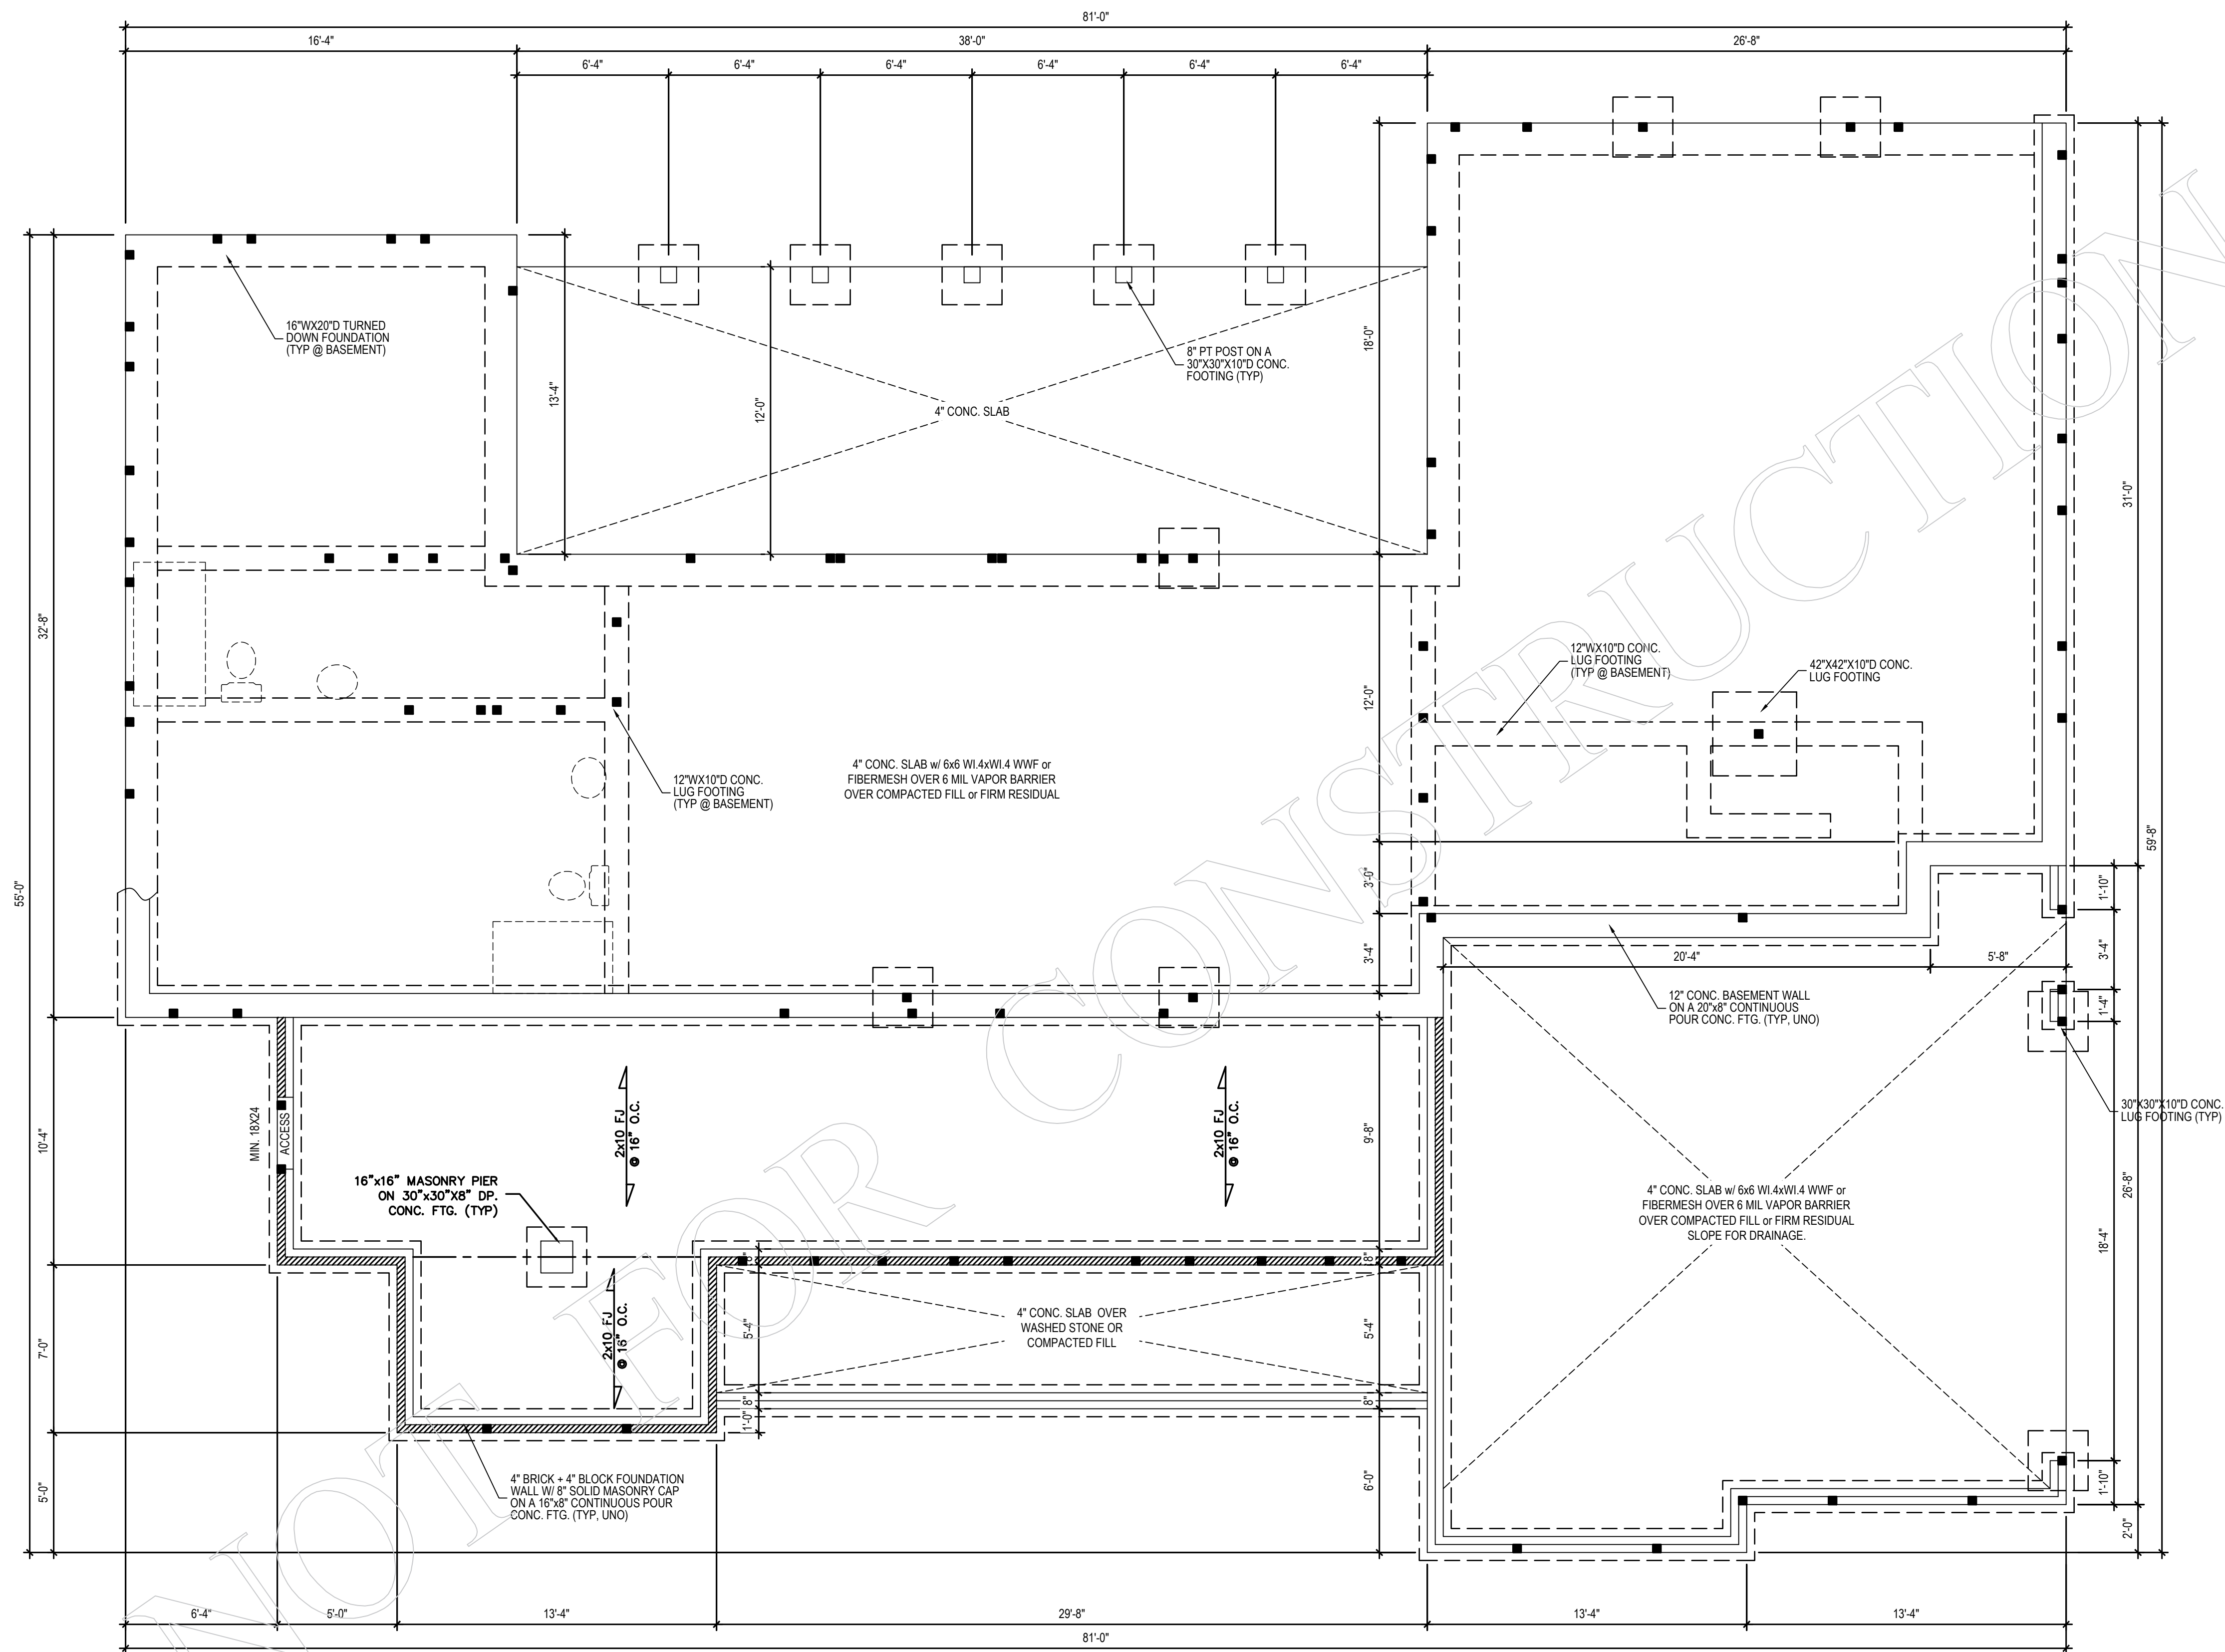 81'-0"
16'-4"
38'-0"
26'-8"
6'-4"
6'-4"
6'-4"
6'-4"
6'-4"
6'-4"
16"WX20"D TURNED
DOWN FOUNDATION
(TYP @ BASEMENT)
8" PT POST ON A
30"X30"X10"D CONC.
FOOTING (TYP)
13'-4"
12'-0"
18'-0"
4" CONC. SLAB
31'-0"
59'-8"
32'-8"
55'-0"
12"WX10"D CONC.
LUG FOOTING
(TYP @ BASEMENT)
42"X42"X10"D CONC.
LUG FOOTING
12'-0"
12"WX10"D CONC.
LUG FOOTING
(TYP @ BASEMENT)
4" CONC. SLAB w/ 6x6 WI.4xWI.4 WWF or
FIBERMESH OVER 6 MIL VAPOR BARRIER
OVER COMPACTED FILL or FIRM RESIDUAL
3'-0"
3'-4"
1'-10"
3'-4"
1'-4"
20'-4"
5'-8"
12" CONC. BASEMENT WALL
ON A 20"x8" CONTINUOUS
POUR CONC. FTG. (TYP, UNO)
30"X30"X10"D CONC.
LUG FOOTING (TYP)
10'-4"
MIN. 18X24
ACCESS
2x10 FJ
@ 16" O.C.
2x10 FJ
@ 16" O.C.
9'-8"
16"x16" MASONRY PIER
ON 30"x30"X8" DP.
CONC. FTG. (TYP)
4" CONC. SLAB w/ 6x6 WI.4xWI.4 WWF or
FIBERMESH OVER 6 MIL VAPOR BARRIER
OVER COMPACTED FILL or FIRM RESIDUAL
SLOPE FOR DRAINAGE.
26'-8"
18'-4"
8"
8"
2x10 FJ
@ 16" O.C.
5'-4"
4" CONC. SLAB OVER
WASHED STONE OR
COMPACTED FILL
5'-4"
7'-0"
8"
1'-0"
8"
4" BRICK + 4" BLOCK FOUNDATION
WALL W/ 8" SOLID MASONRY CAP
ON A 16"x8" CONTINUOUS POUR
CONC. FTG. (TYP, UNO)
5'-0"
6'-0"
1'-10"
2'-0"
6'-4"
5'-0"
13'-4"
29'-8"
13'-4"
13'-4"
81'-0"
NOT FOR CONSTRUCTION